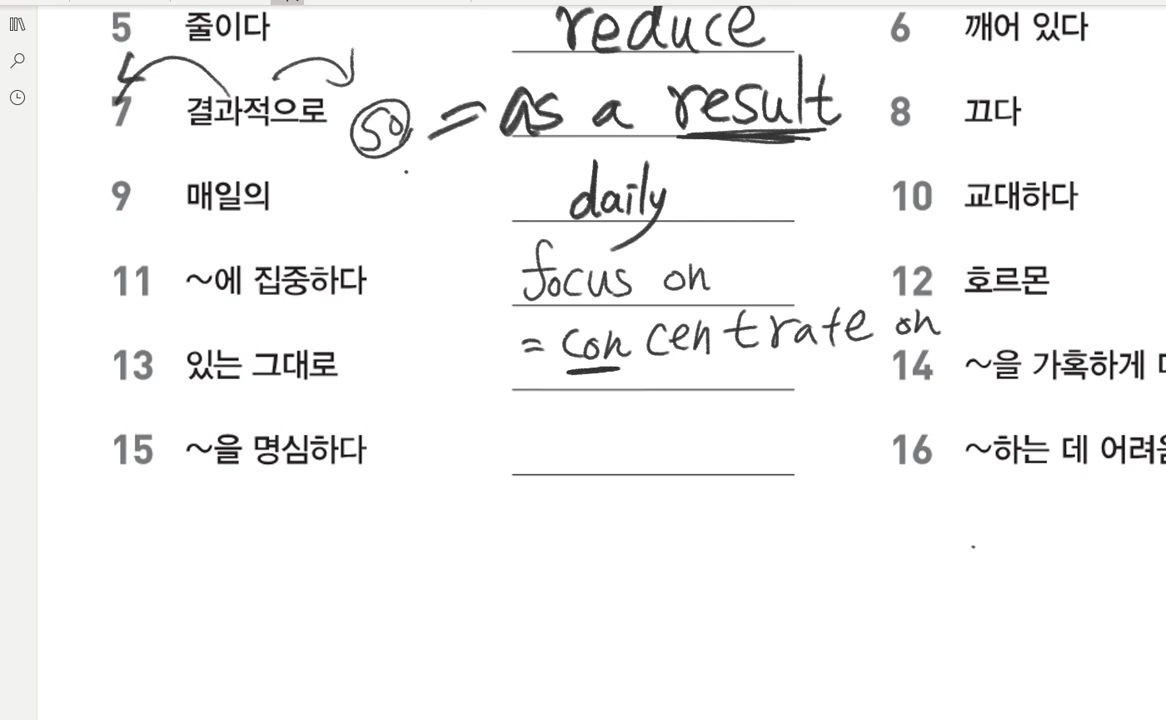 5 줄이다 reduce 6 깨어 있다
7 결과적으로 so = as a result 8 끄다
9 매일의 daily 10 교대하다
11 ~에 집중하다 focus on 12 호르몬
= concentrate on
13 있는 그대로 14 ~을 가혹하게
15 ~을 명심하다 16 ~하는 데